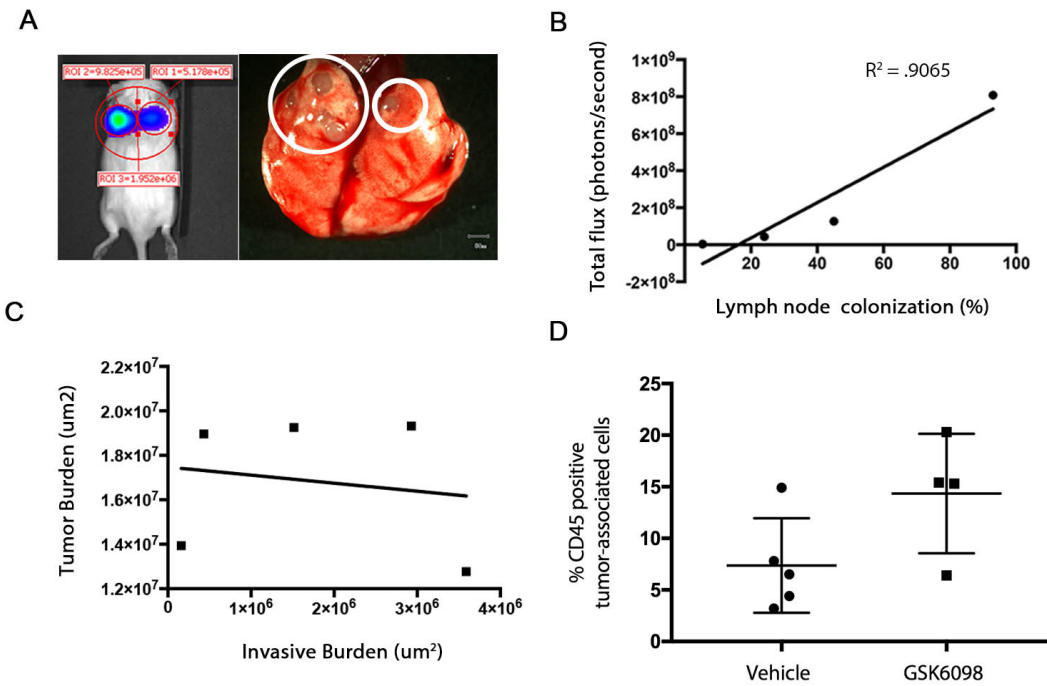 A
ROI 2=9.825e+05
ROI 1=5.178e+05
ROI 3=1.952e+06
B
R² = .9065
Total flux (photons/second)
1×10⁹
8×10⁸
6×10⁸
4×10⁸
2×10⁸
0
-2×10⁸
20
40
60
80
100
Lymph node colonization (%)
C
Tumor Burden (um2)
2.2×10⁷
2.0×10⁷
1.8×10⁷
1.6×10⁷
1.4×10⁷
1.2×10⁷
0
1×10⁶
2×10⁶
3×10⁶
4×10⁶
Invasive Burden (um²)
D
% CD45 positive
tumor-associated cells
25
20
15
10
5
0
Vehicle
GSK6098